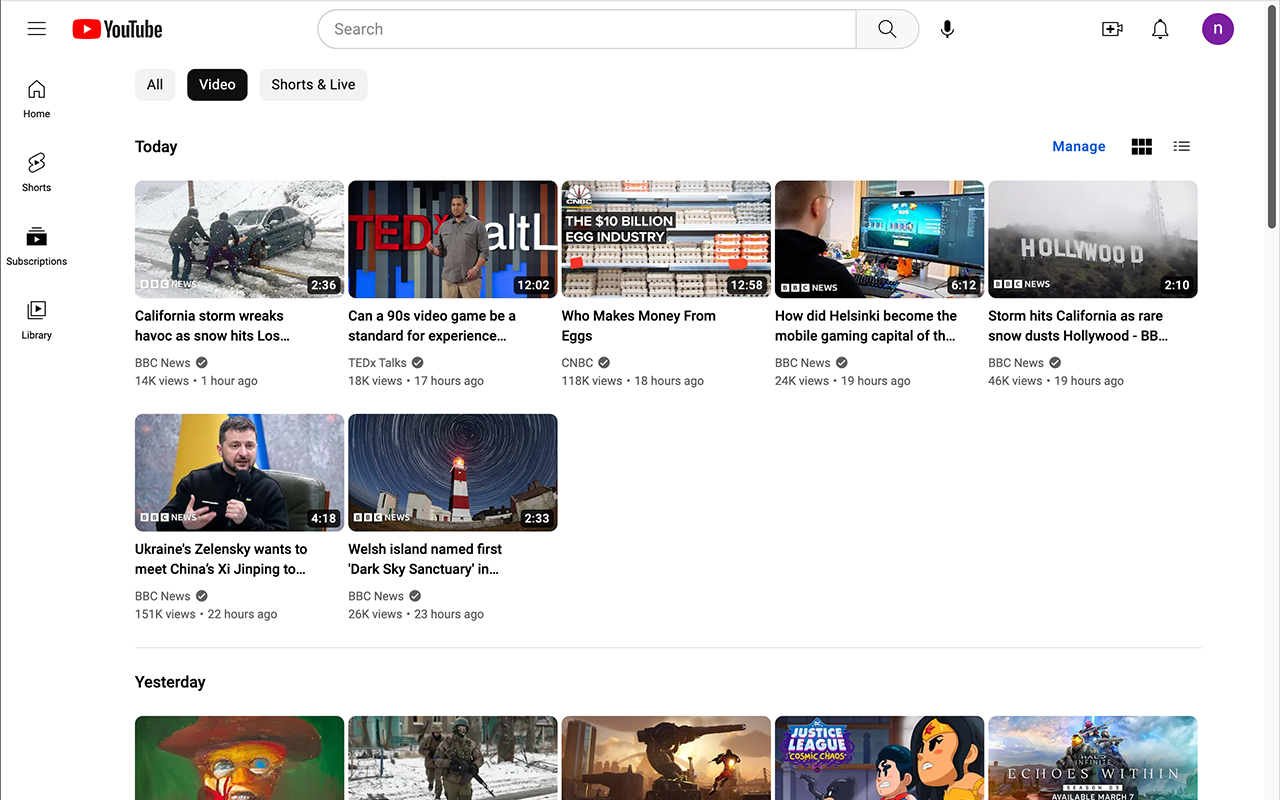 YouTube
Search
n
Home
Shorts
Subscriptions
Library
All
Video
Shorts & Live
Today
Manage
BBC NEWS
2:36
TEDx
altL
12:02
CNBC
THE $10 BILLION
EGG INDUSTRY
12:58
BBC NEWS
6:12
HOLLYWOOD
BBC NEWS
2:10
California storm wreaks
havoc as snow hits Los...
BBC News
14K views • 1 hour ago
Can a 90s video game be a
standard for experience...
TEDx Talks
18K views • 17 hours ago
Who Makes Money From
Eggs
CNBC
118K views • 18 hours ago
How did Helsinki become the
mobile gaming capital of th...
BBC News
24K views • 19 hours ago
Storm hits California as rare
snow dusts Hollywood - BB...
BBC News
46K views • 19 hours ago
BBC NEWS
4:18
BBC NEWS
2:33
Ukraine's Zelensky wants to
meet China’s Xi Jinping to...
BBC News
151K views • 22 hours ago
Welsh island named first
'Dark Sky Sanctuary' in...
BBC News
26K views • 23 hours ago
Yesterday
DC
JUSTICE
LEAGUE
COSMIC CHAOS
HALO
INFINITE
ECHOES WITHIN
SEASON 03
AVAILABLE MARCH 7